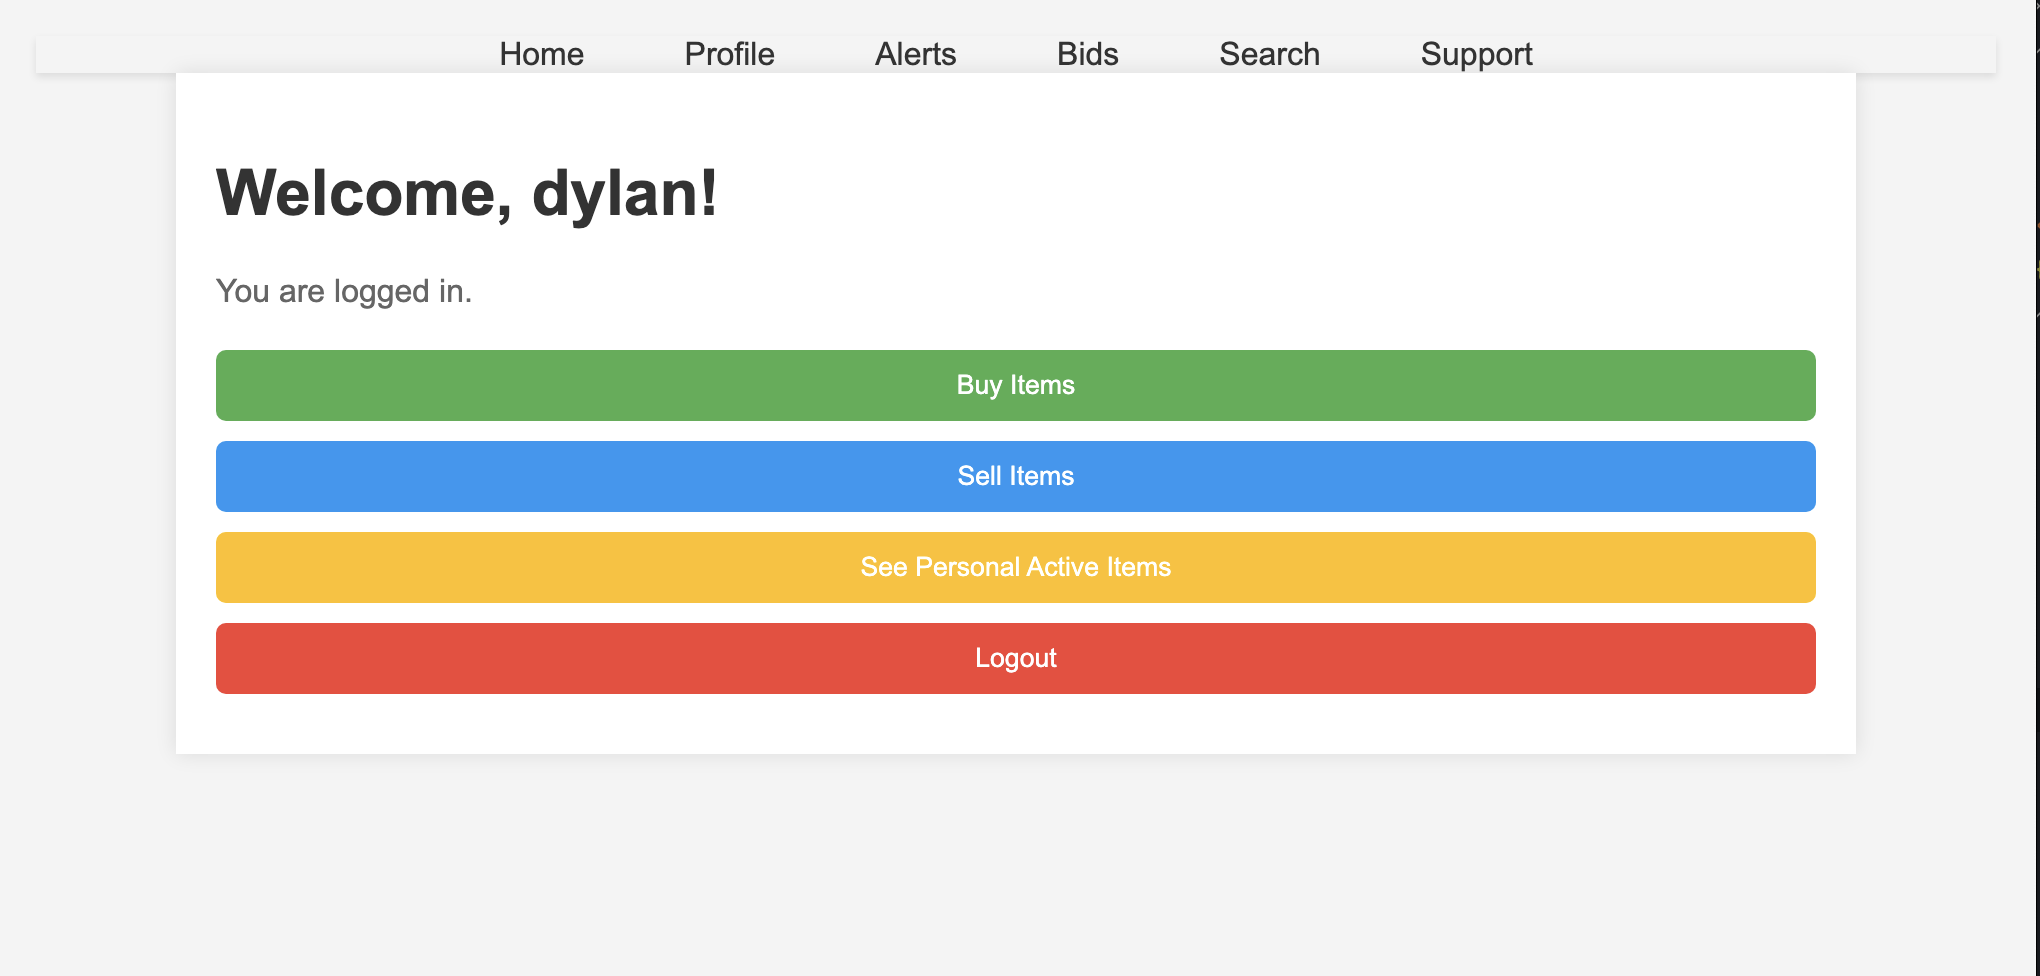 Home Profile Alerts Bids Search Support
Welcome, dylan!
You are logged in.
Buy Items
Sell Items
See Personal Active Items
Logout